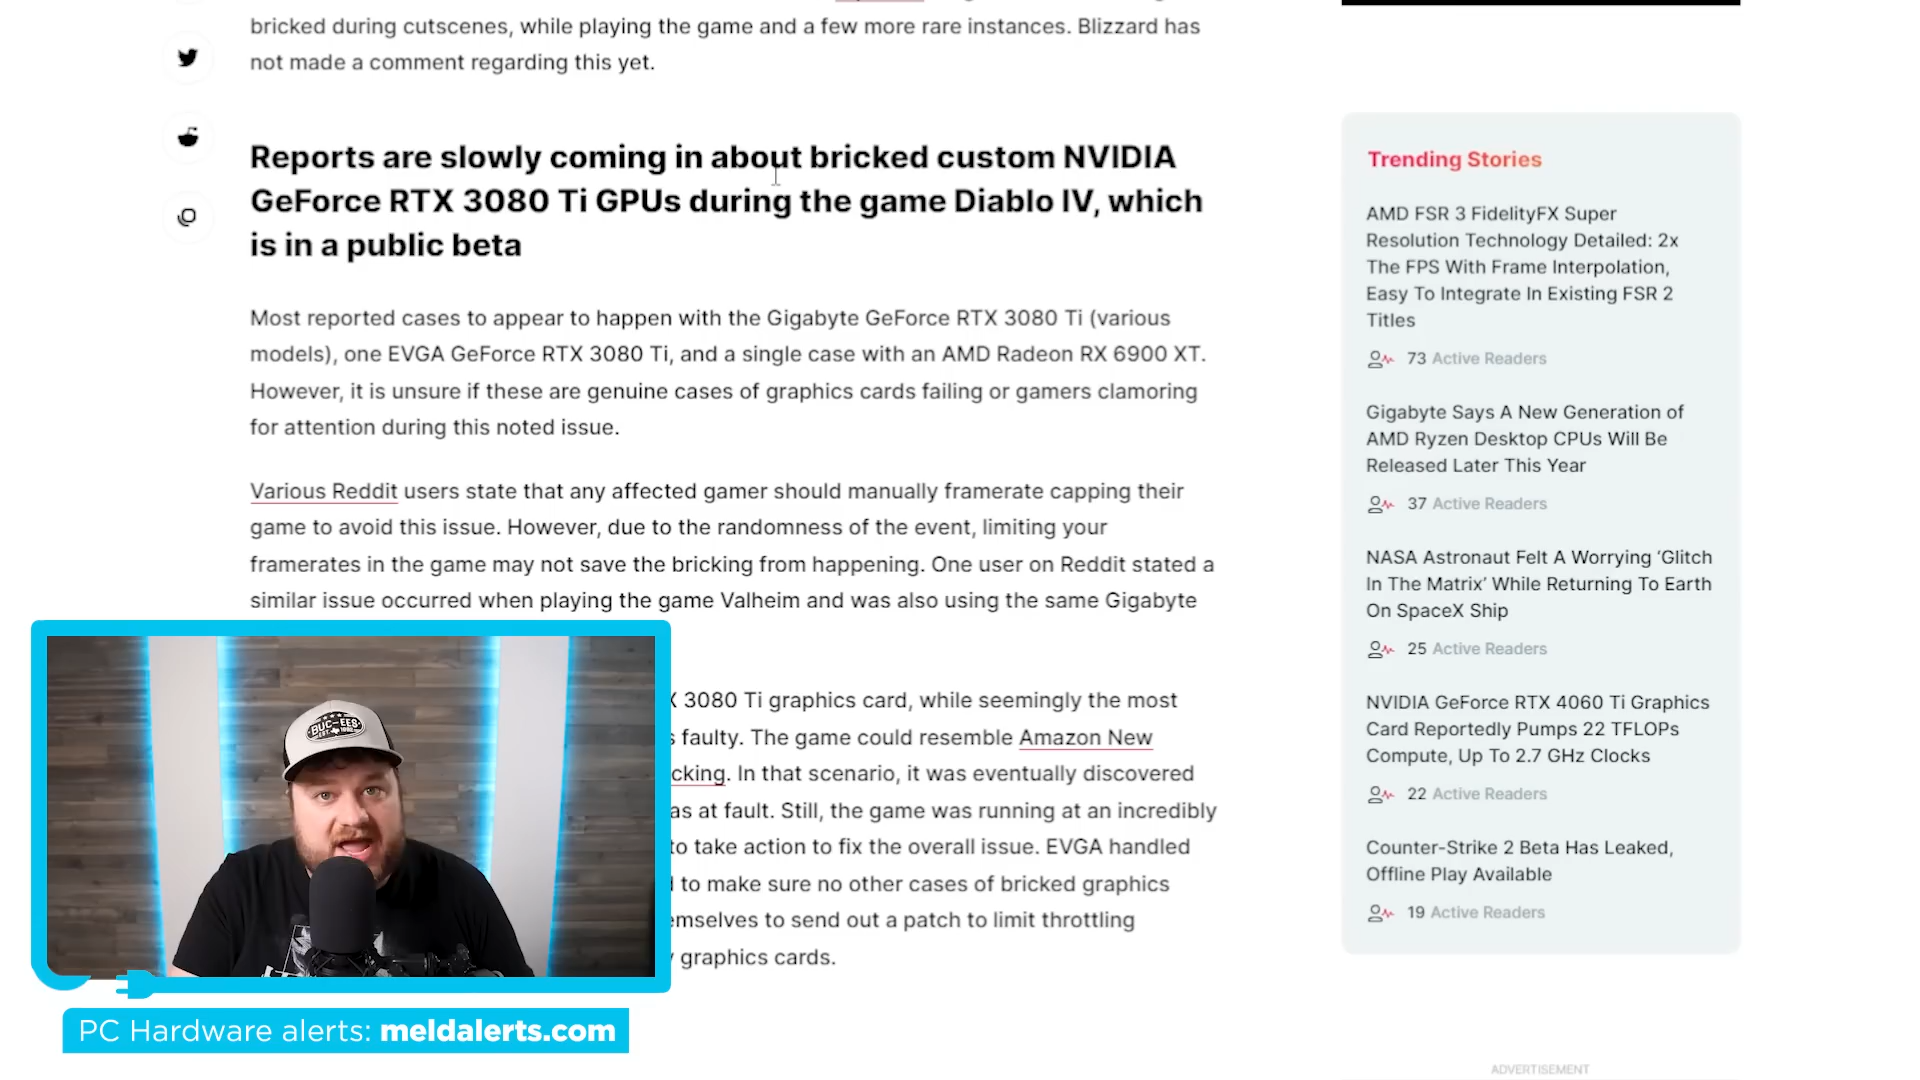 bricked during cutscenes, while playing the game and a few more rare instances. Blizzard has
not made a comment regarding this yet.
Reports are slowly coming in about bricked custom NVIDIA
GeForce RTX 3080 Ti GPUs during the game Diablo IV, which
is in a public beta
Most reported cases to appear to happen with the Gigabyte GeForce RTX 3080 Ti (various
models), one EVGA GeForce RTX 3080 Ti, and a single case with an AMD Radeon RX 6900 XT.
However, it is unsure if these are genuine cases of graphics cards failing or gamers clamoring
for attention during this noted issue.
Various Reddit users state that any affected gamer should manually framerate capping their
game to avoid this issue. However, due to the randomness of the event, limiting your
framerates in the game may not save the bricking from happening. One user on Reddit stated a
similar issue occurred when playing the game Valheim and was also using the same Gigabyte
X 3080 Ti graphics card, while seemingly the most
s faulty. The game could resemble Amazon New
cking. In that scenario, it was eventually discovered
as at fault. Still, the game was running at an incredibly
to take action to fix the overall issue. EVGA handled
to make sure no other cases of bricked graphics
emselves to send out a patch to limit throttling
graphics cards.
BUC-EE'S
PC Hardware alerts: meldalerts.com
Trending Stories
AMD FSR 3 FidelityFX Super
Resolution Technology Detailed: 2x
The FPS With Frame Interpolation,
Easy To Integrate In Existing FSR 2
Titles
73 Active Readers
Gigabyte Says A New Generation of
AMD Ryzen Desktop CPUs Will Be
Released Later This Year
37 Active Readers
NASA Astronaut Felt A Worrying ‘Glitch
In The Matrix’ While Returning To Earth
On SpaceX Ship
25 Active Readers
NVIDIA GeForce RTX 4060 Ti Graphics
Card Reportedly Pumps 22 TFLOPs
Compute, Up To 2.7 GHz Clocks
22 Active Readers
Counter-Strike 2 Beta Has Leaked,
Offline Play Available
19 Active Readers
ADVERTISEMENT